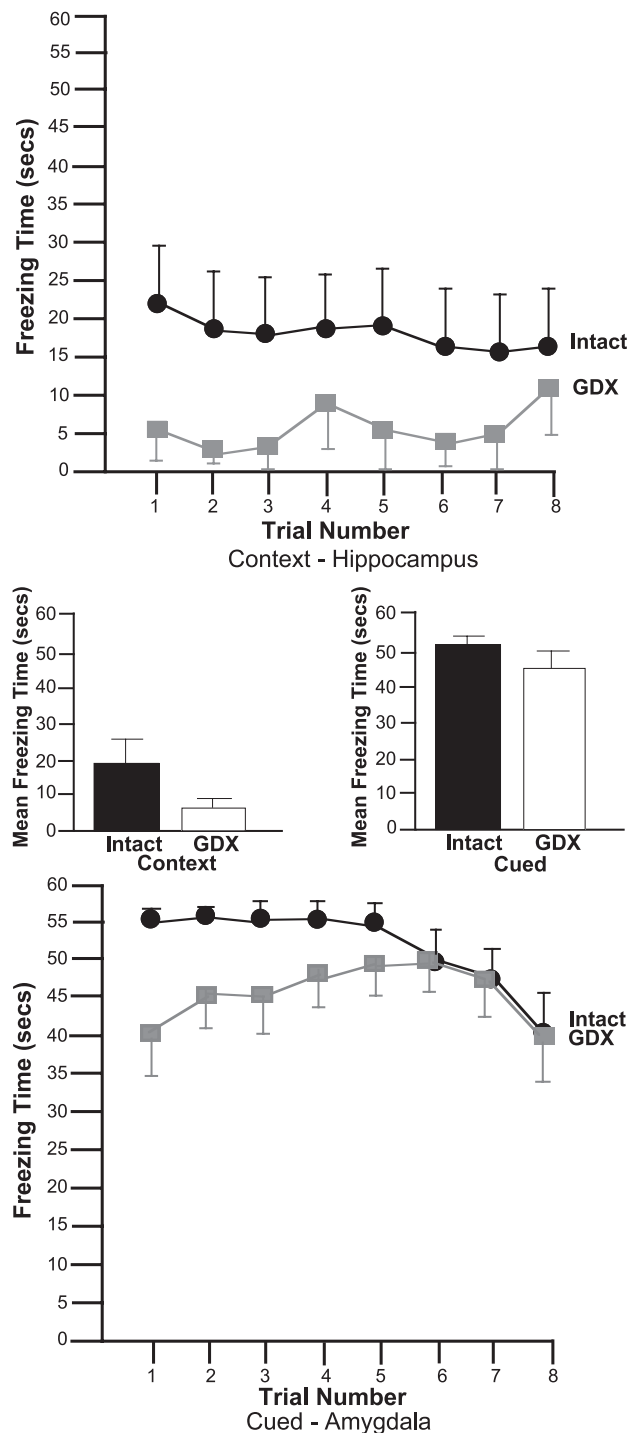 Freezing Time (secs)
60
55
50
45
40
35
30
25
20
15
10
5
0
Intact
GDX
1 2 3 4 5 6 7 8
Trial Number
Context - Hippocampus
Mean Freezing Time (secs)
60
50
40
30
20
10
0
Intact GDX
Context
Mean Freezing Time (secs)
60
50
40
30
20
10
0
Intact GDX
Cued
Freezing Time (secs)
60
55
50
45
40
35
30
25
20
15
10
5
0
Intact
GDX
1 2 3 4 5 6 7 8
Trial Number
Cued - Amygdala